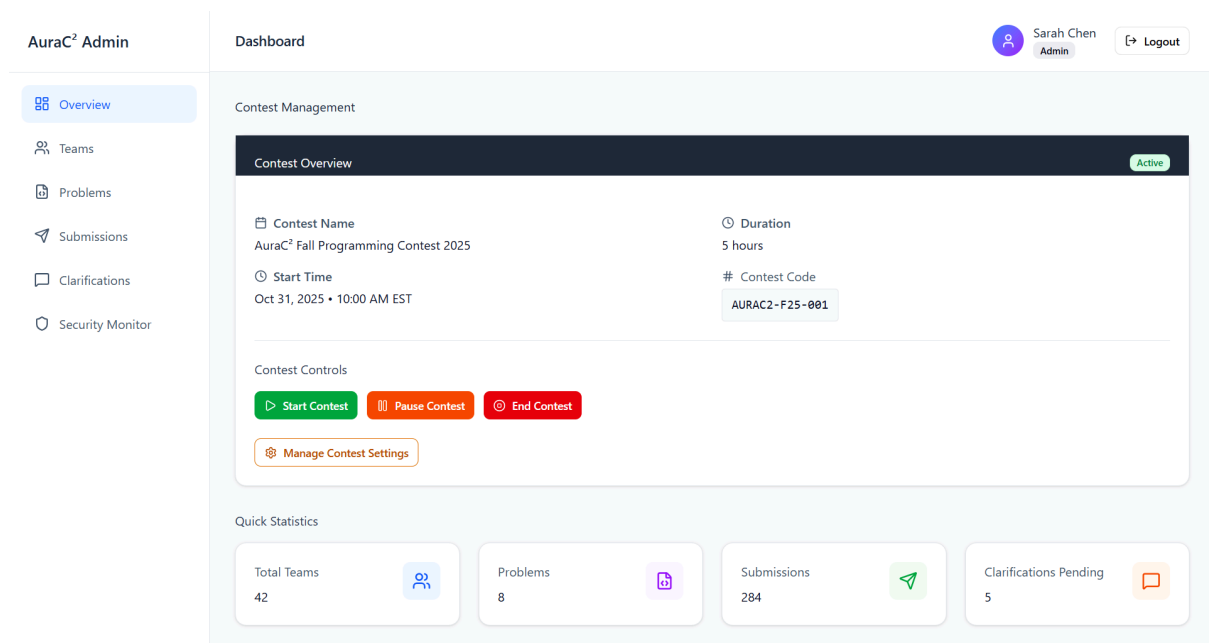 AuraC² Admin
Dashboard
Sarah Chen
Admin
Logout
Overview
Teams
Problems
Submissions
Clarifications
Security Monitor
Contest Management
Contest Overview
Active
Contest Name
AuraC² Fall Programming Contest 2025
Duration
5 hours
Start Time
Oct 31, 2025 • 10:00 AM EST
# Contest Code
AURAC2-F25-001
Contest Controls
Start Contest
Pause Contest
End Contest
Manage Contest Settings
Quick Statistics
Total Teams
42
Problems
8
Submissions
284
Clarifications Pending
5